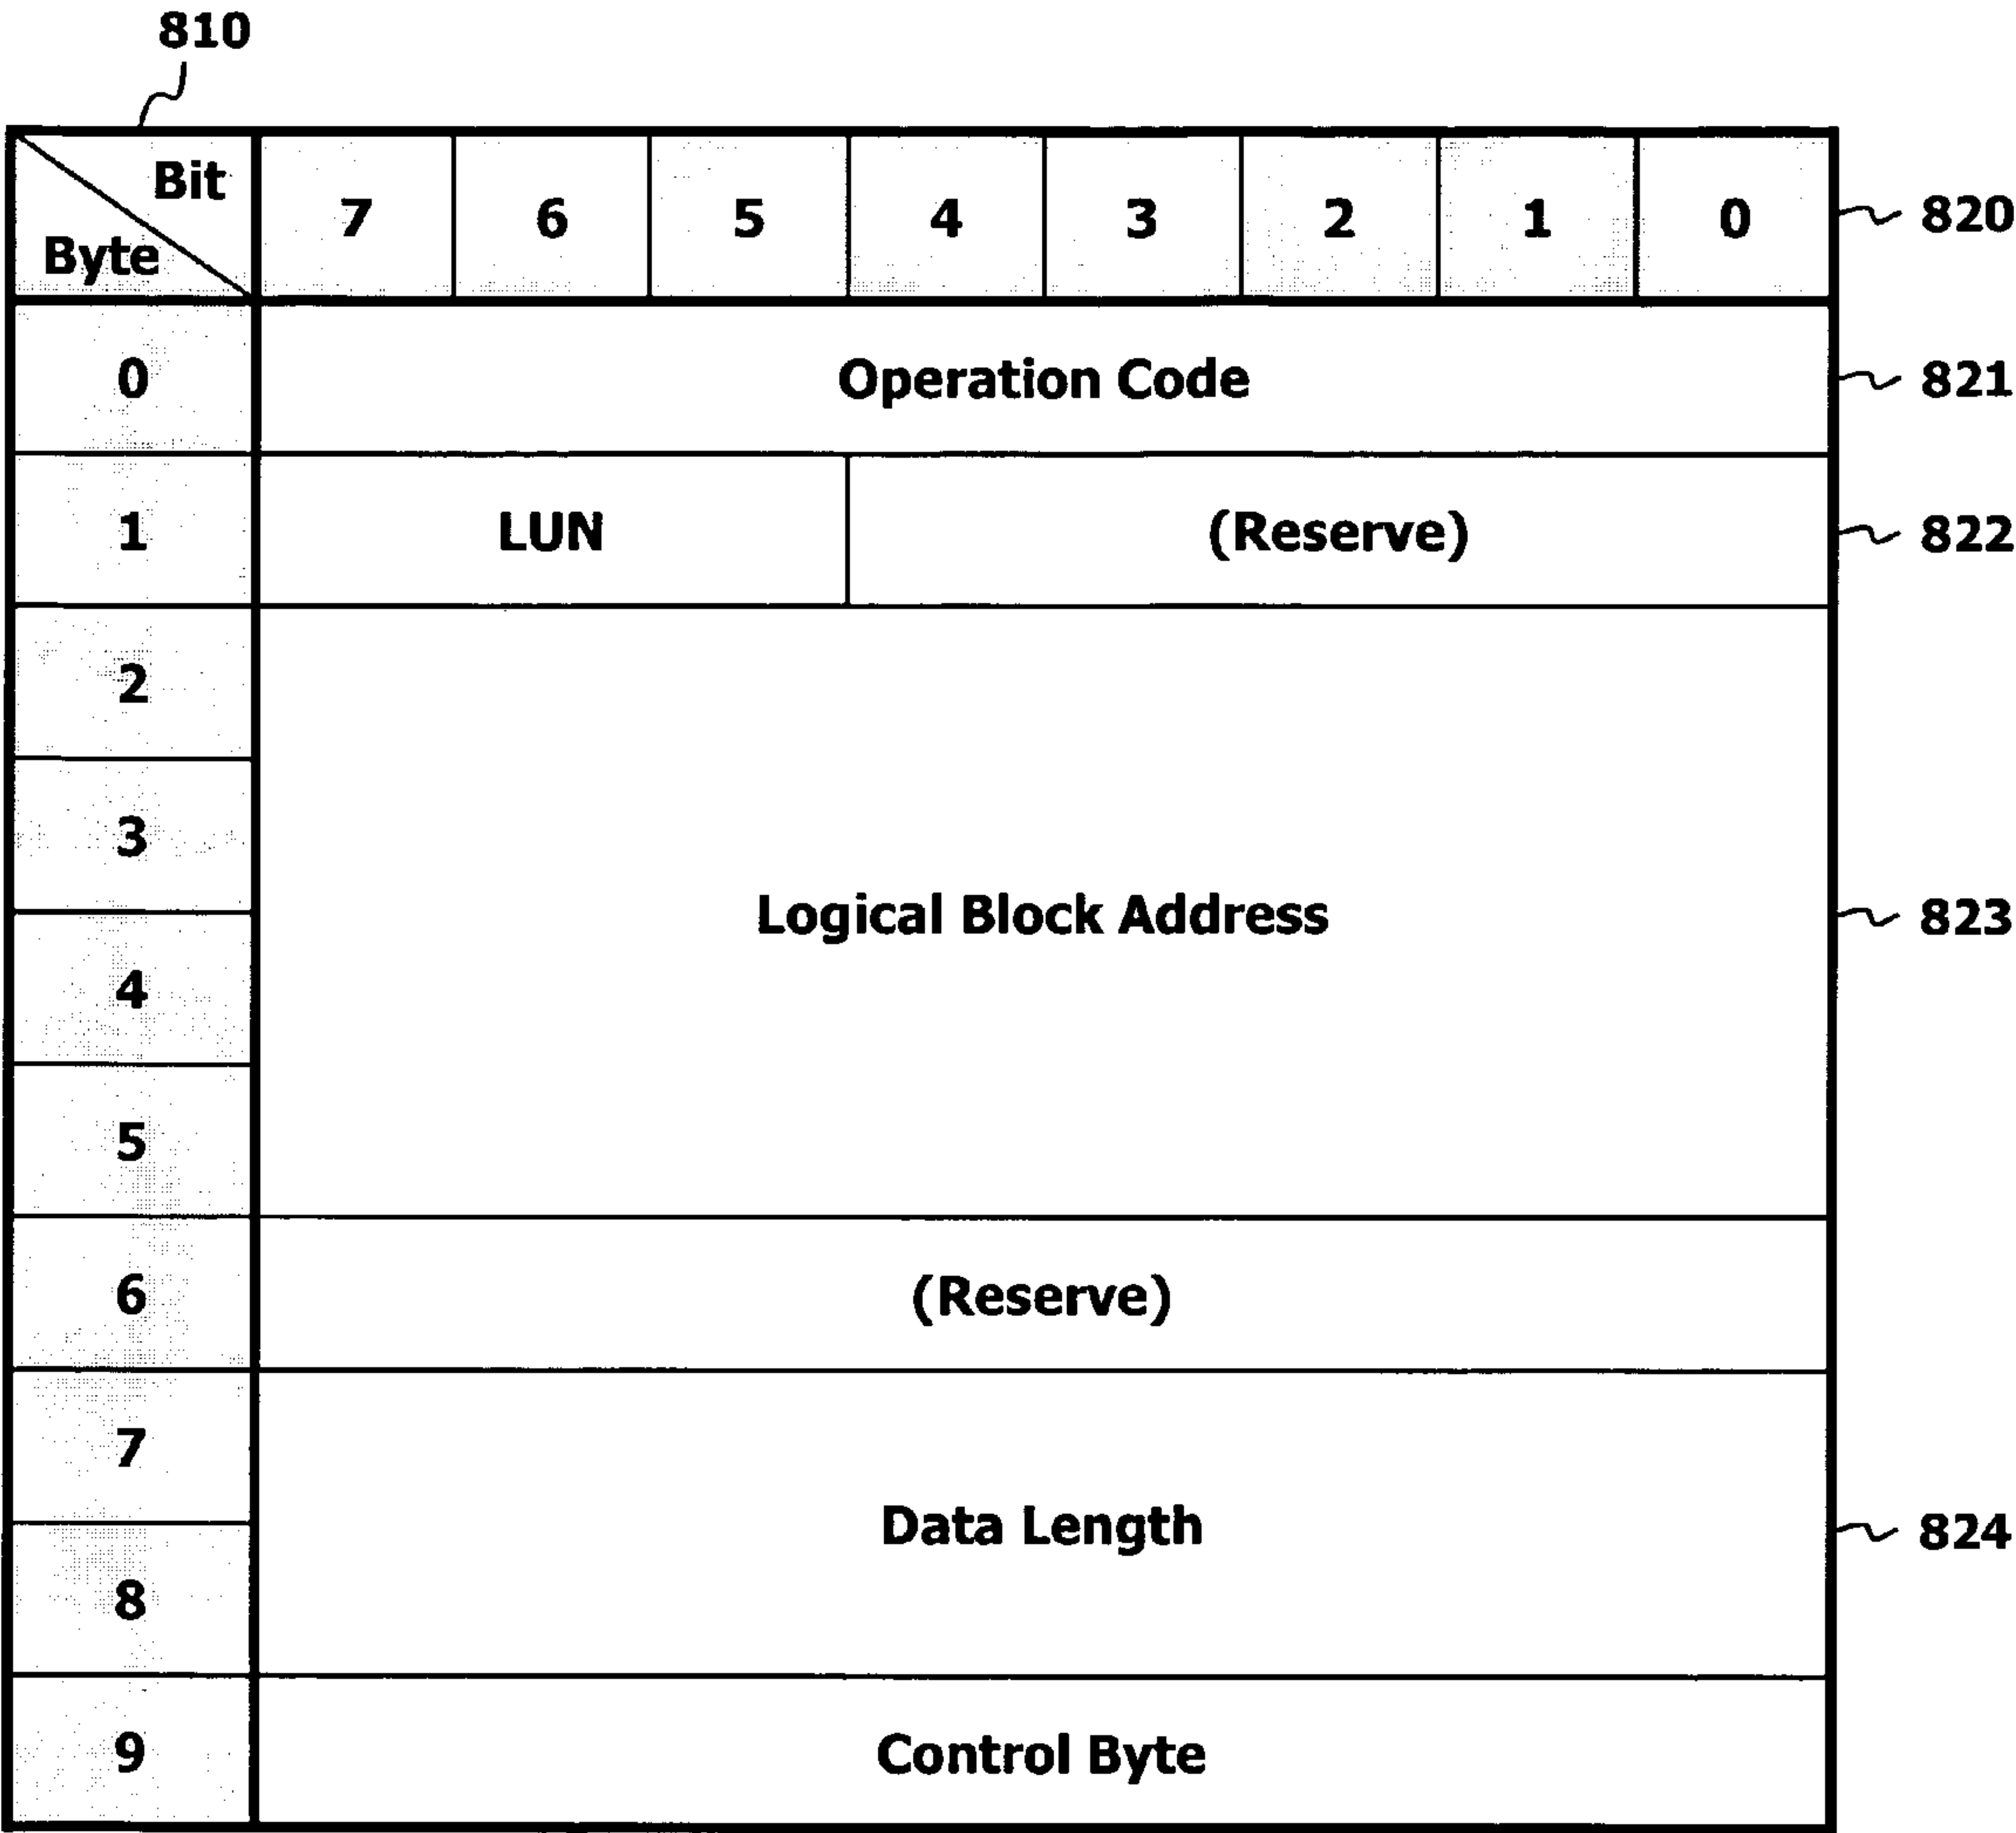 810
Bit
Byte
7 6 5 4 3 2 1 0 820
0 Operation Code 821
1 LUN (Reserve) 822
2
3
Logical Block Address 823
4
5
6 (Reserve)
7
Data Length 824
8
9 Control Byte